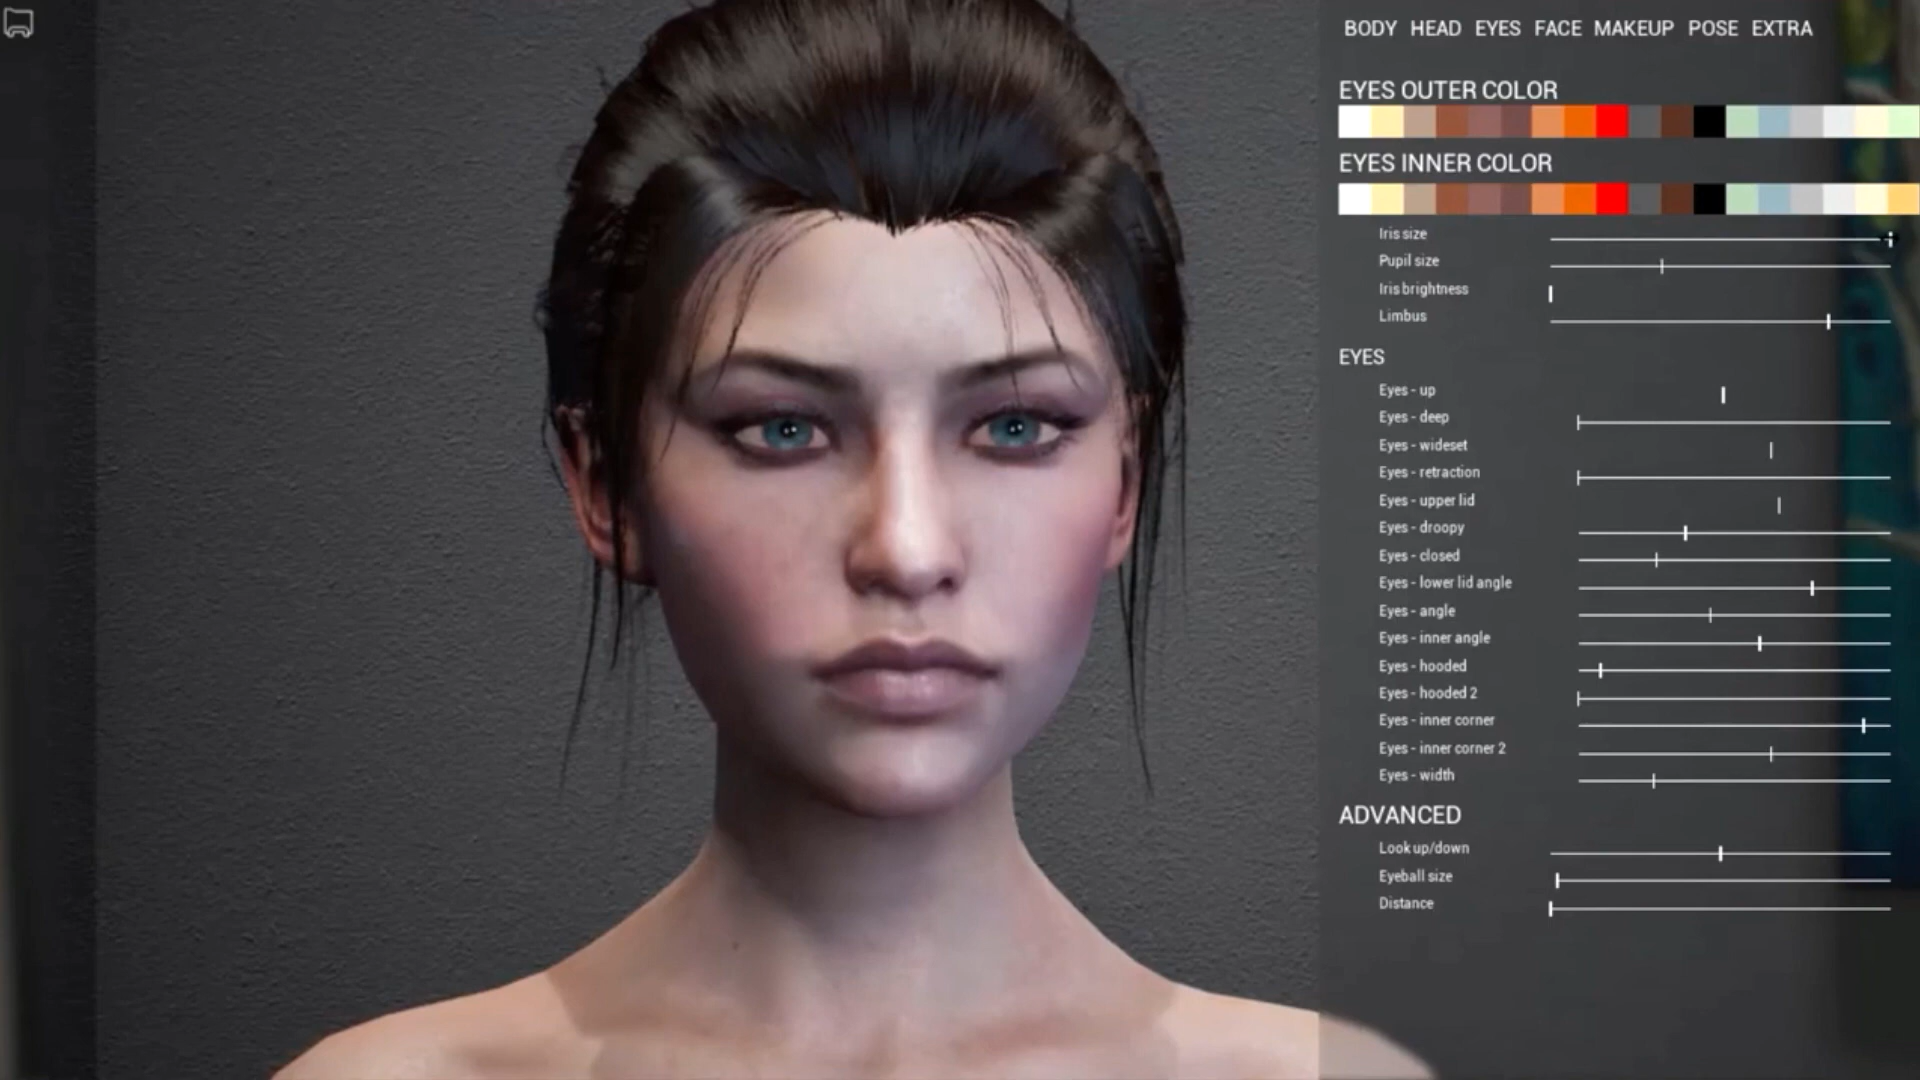 BODY HEAD EYES FACE MAKEUP POSE EXTRA
EYES OUTER COLOR
EYES INNER COLOR
Iris size
Pupil size
Iris brightness
Limbus
EYES
Eyes - up
Eyes - deep
Eyes - wideset
Eyes - retraction
Eyes - upper lid
Eyes - droopy
Eyes - closed
Eyes - lower lid angle
Eyes - angle
Eyes - inner angle
Eyes - hooded
Eyes - hooded 2
Eyes - inner corner
Eyes - inner corner 2
Eyes - width
ADVANCED
Look up/down
Eyeball size
Distance